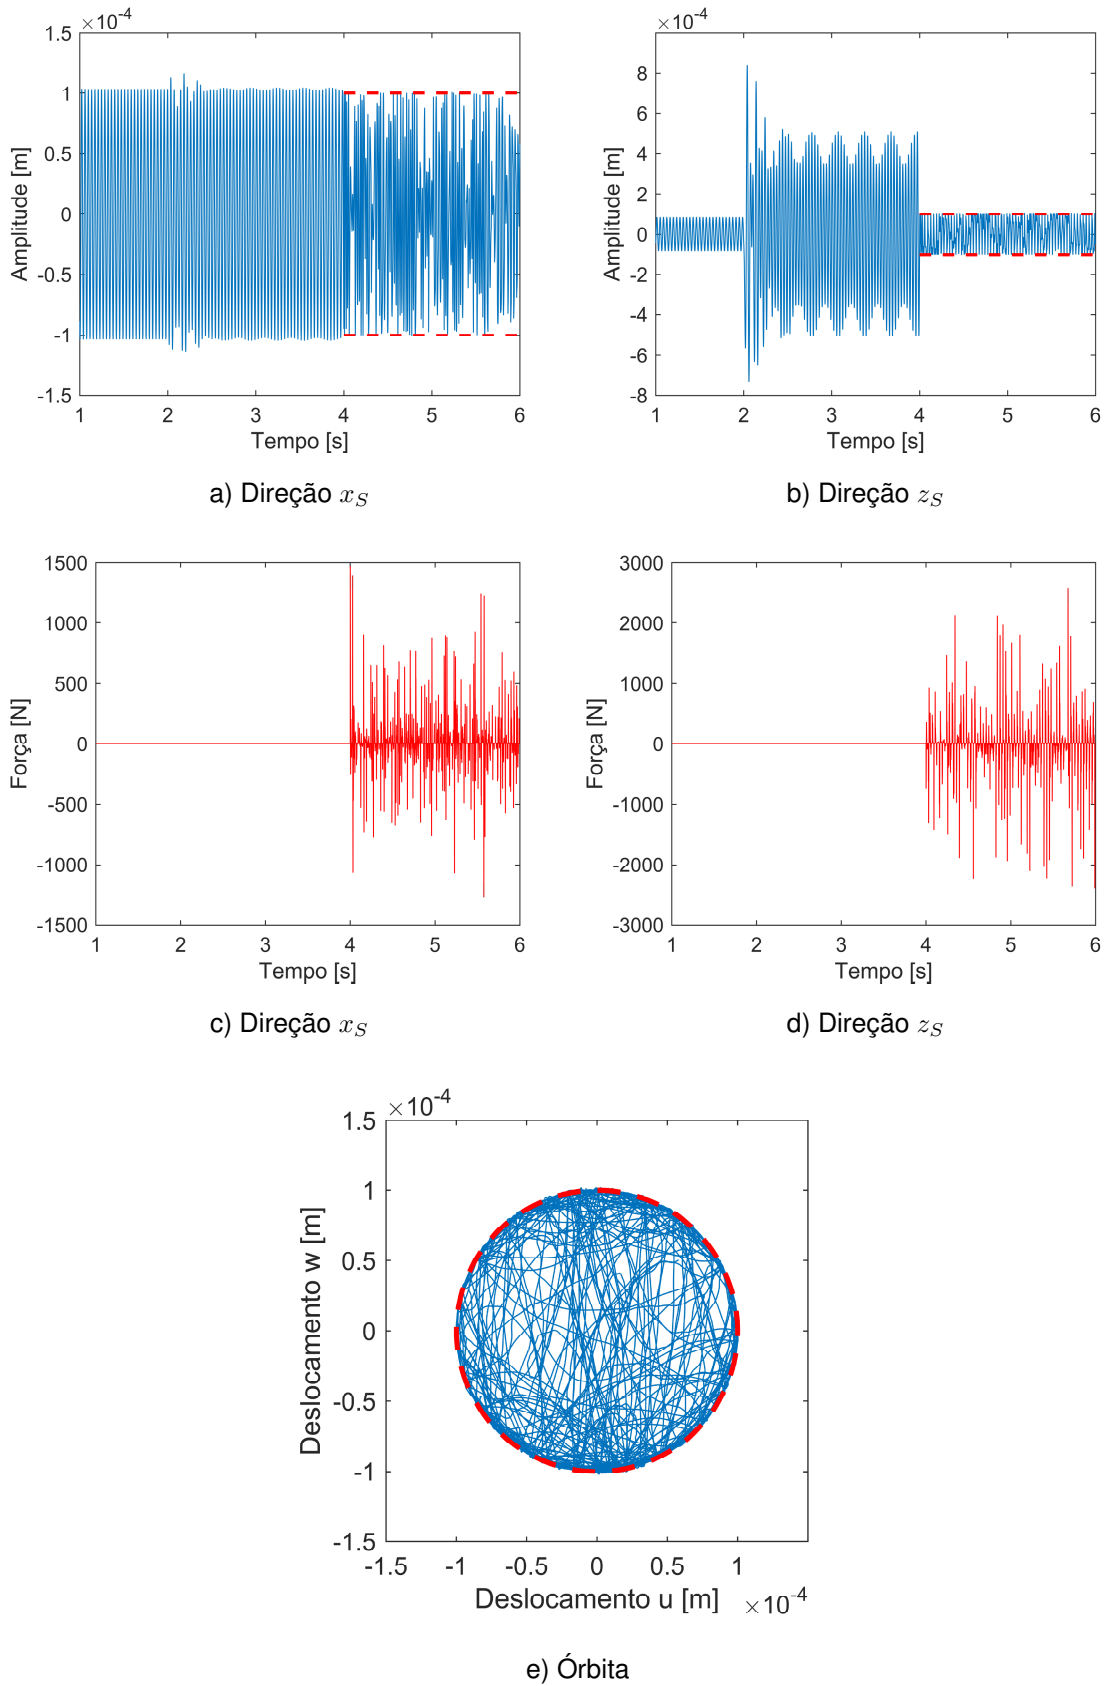 ×10-4
1.5
1
0.5
0
-0.5
-1
-1.5
Amplitude [m]
1 2 3 4 5 6
Tempo [s]
a) Direção xS
×10-4
8
6
4
2
0
-2
-4
-6
-8
Amplitude [m]
1 2 3 4 5 6
Tempo [s]
b) Direção zS
1500
1000
500
0
-500
-1000
-1500
Força [N]
1 2 3 4 5 6
Tempo [s]
c) Direção xS
3000
2000
1000
0
-1000
-2000
-3000
Força [N]
1 2 3 4 5 6
Tempo [s]
d) Direção zS
×10-4
1.5
1
0.5
0
-0.5
-1
-1.5
Deslocamento w [m]
-1.5 -1 -0.5 0 0.5 1
Deslocamento u [m] ×10-4
e) Órbita